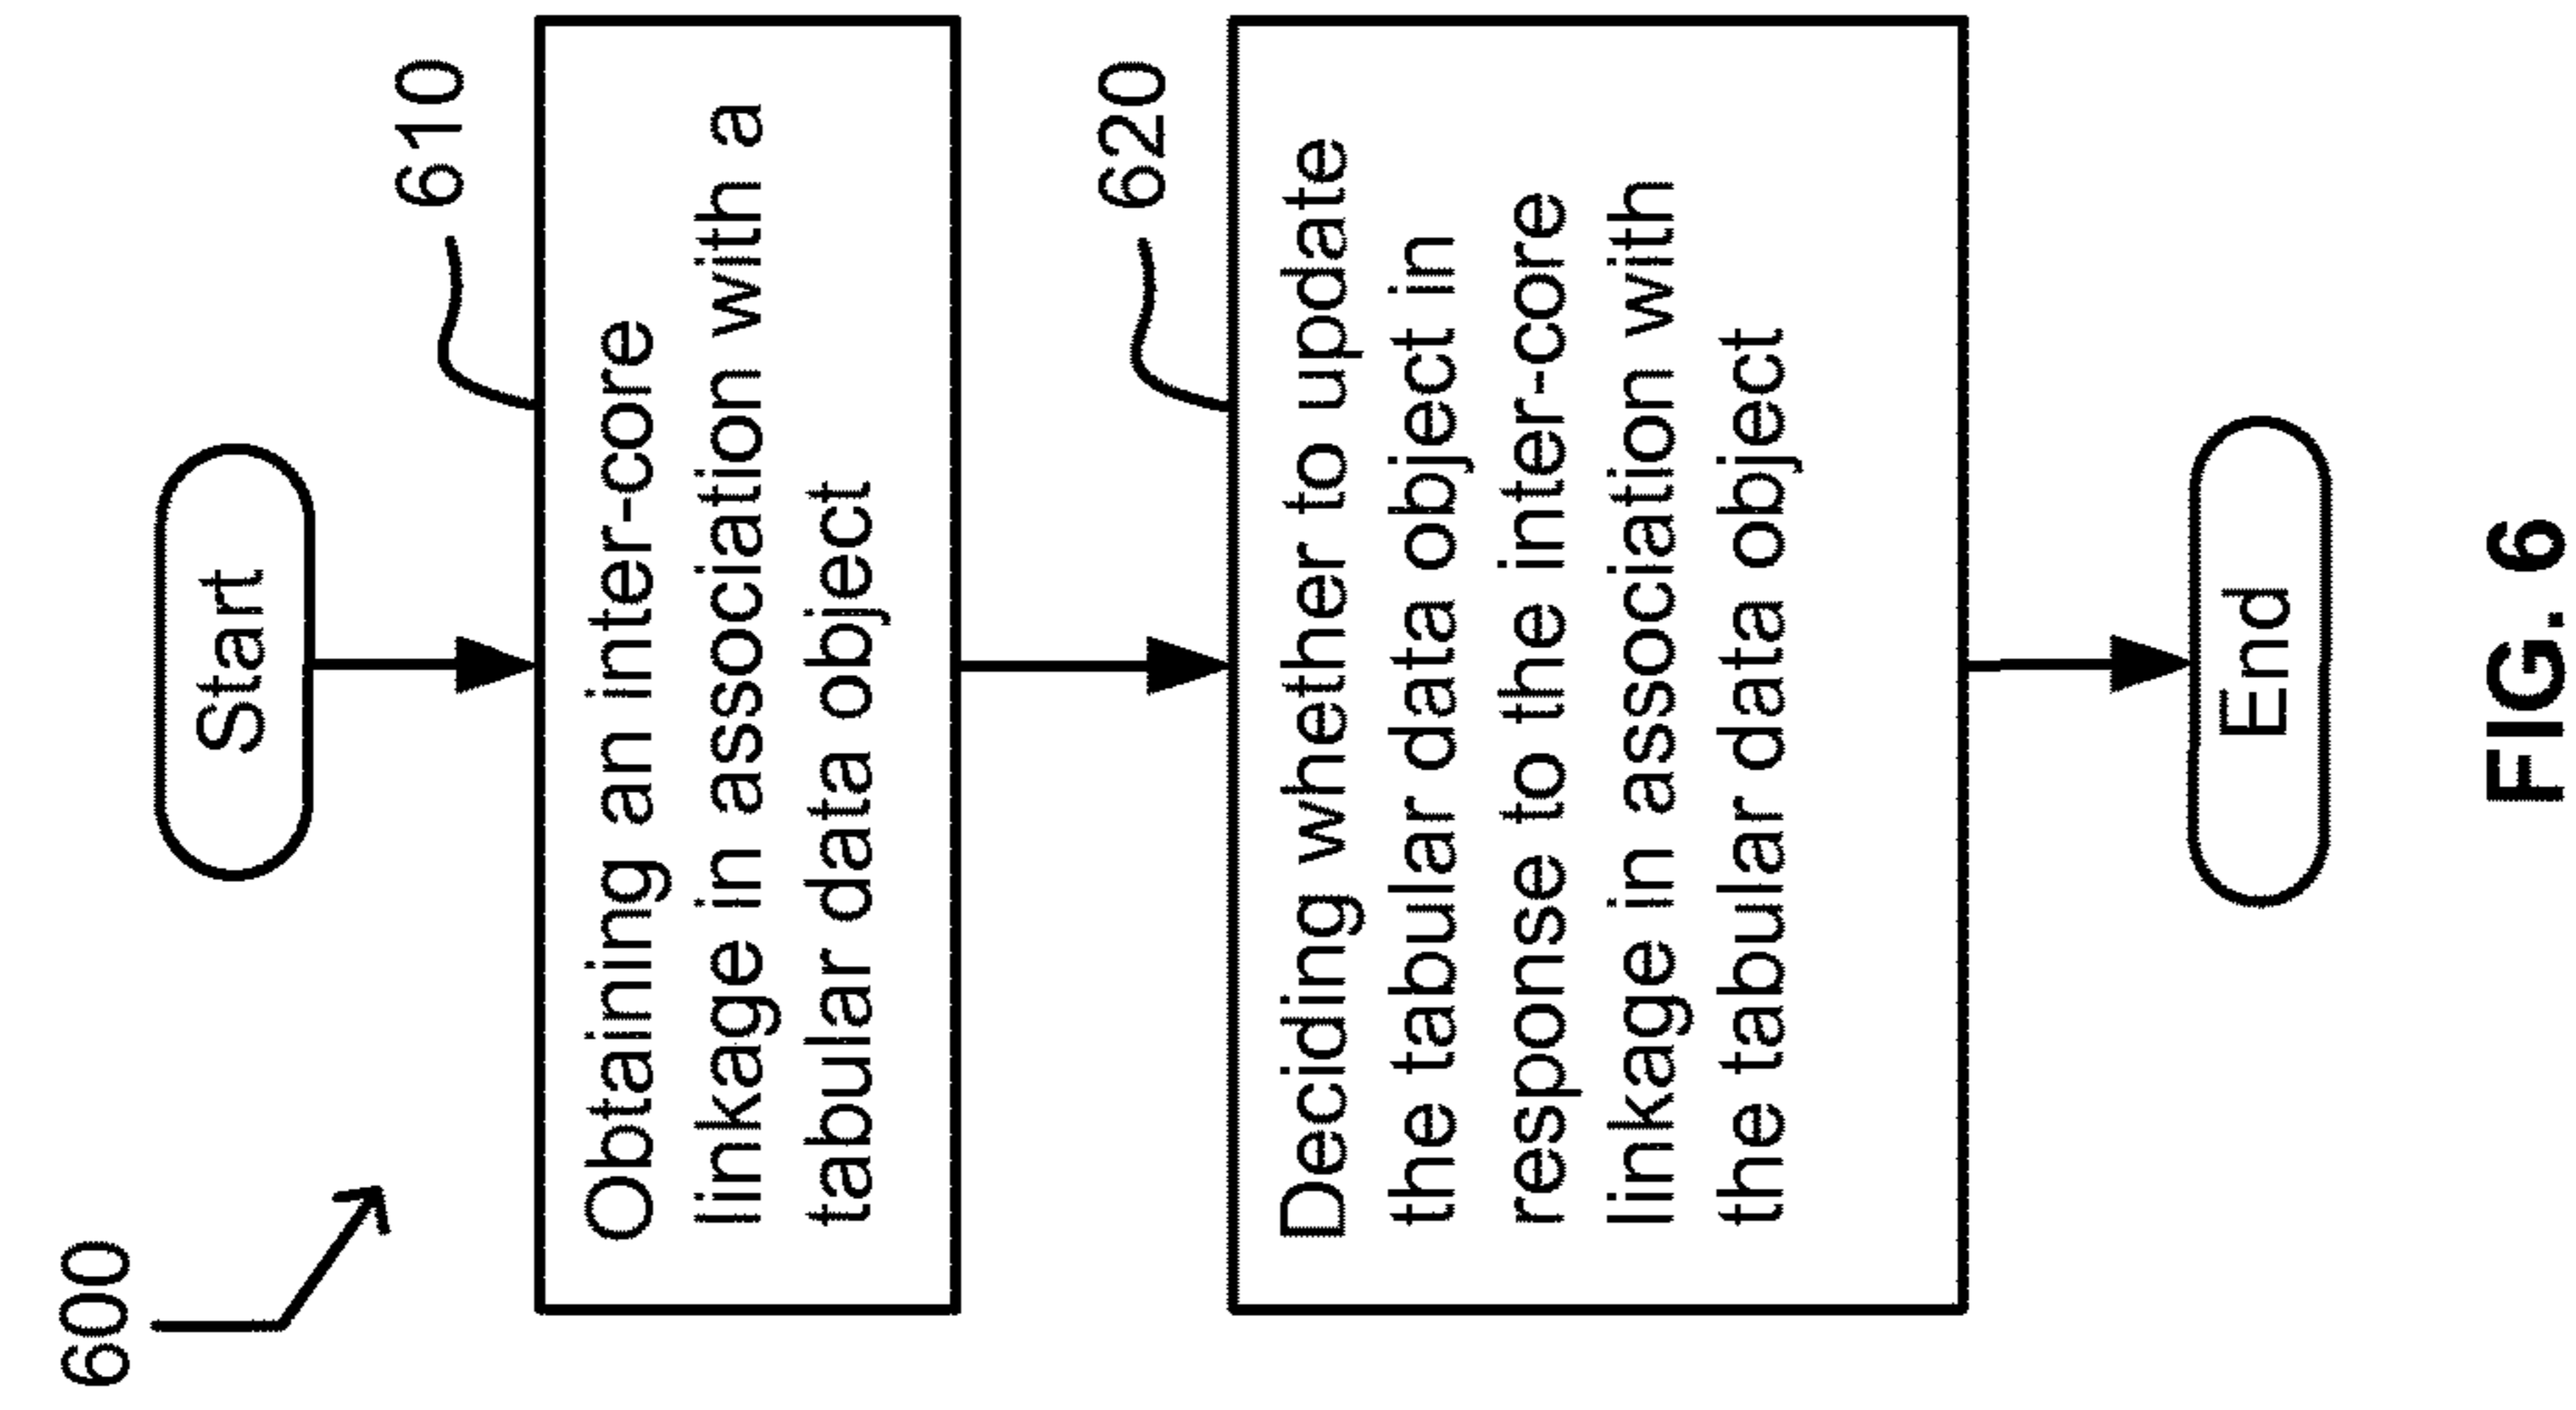 600
Start
610
Obtaining an inter-core
linkage in association with a
tabular data object
620
Deciding whether to update
the tabular data object in
response to the inter-core
linkage in association with
the tabular data object
End
FIG. 6